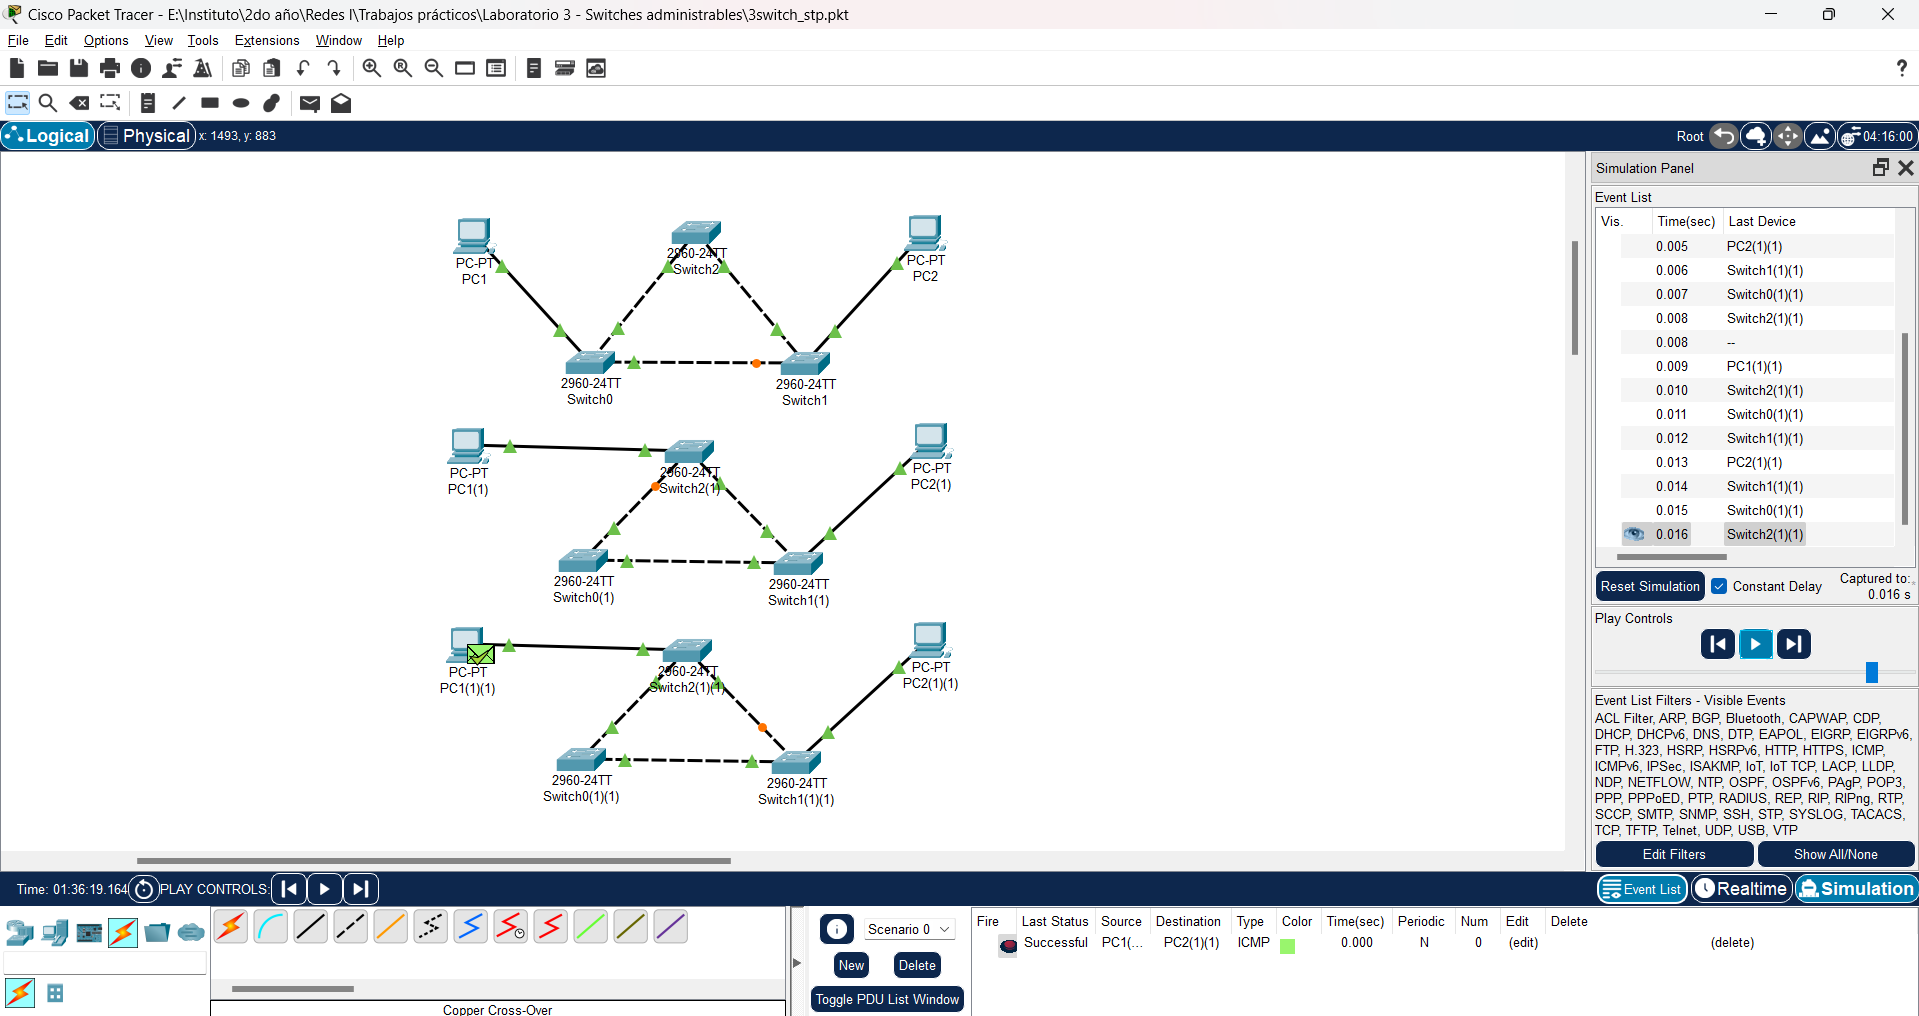 Cisco Packet Tracer - E:\Instituto\2do año\Redes I\Trabajos prácticos\Laboratorio 3 - Switches administrables\3switch_stp.pkt
File Edit Options View Tools Extensions Window Help
?
Logical Physical x: 1493, y: 883
Root 04:16:00
PC-PT
PC1
2960-24TT
Switch2
PC-PT
PC2
2960-24TT
Switch0
2960-24TT
Switch1
PC-PT
PC1(1)
2960-24TT
Switch2(1)
PC-PT
PC2(1)
2960-24TT
Switch0(1)
2960-24TT
Switch1(1)
PC-PT
PC1(1)(1)
2960-24TT
Switch2(1)(1)
PC-PT
PC2(1)(1)
2960-24TT
Switch0(1)(1)
2960-24TT
Switch1(1)(1)
Simulation Panel
Event List
Vis. Time(sec) Last Device
0.005 PC2(1)(1)
0.006 Switch1(1)(1)
0.007 Switch0(1)(1)
0.008 Switch2(1)(1)
0.008 --
0.009 PC1(1)(1)
0.010 Switch2(1)(1)
0.011 Switch0(1)(1)
0.012 Switch1(1)(1)
0.013 PC2(1)(1)
0.014 Switch1(1)(1)
0.015 Switch0(1)(1)
0.016 Switch2(1)(1)
Reset Simulation Constant Delay Captured to:
0.016 s
Play Controls
Event List Filters - Visible Events
ACL Filter, ARP, BGP, Bluetooth, CAPWAP, CDP,
DHCP, DHCPv6, DNS, DTP, EAPOL, EIGRP, EIGRPv6,
FTP, H.323, HSRP, HSRPv6, HTTP, HTTPS, ICMP,
ICMPv6, IPSec, ISAKMP, IoT, IoT TCP, LACP, LLDP,
NDP, NETFLOW, NTP, OSPF, OSPFv6, PAgP, POP3,
PPP, PPPoED, PTP, RADIUS, REP, RIP, RIPng, RTP,
SCCP, SMTP, SNMP, SSH, STP, SYSLOG, TACACS,
TCP, TFTP, Telnet, UDP, USB, VTP
Edit Filters Show All/None
Time: 01:36:19.164 PLAY CONTROLS:
Event List Realtime Simulation
Copper Cross-Over
Scenario 0
New Delete
Toggle PDU List Window
Fire Last Status Source Destination Type Color Time(sec) Periodic Num Edit Delete
Successful PC1(... PC2(1)(1) ICMP 0.000 N 0 (edit) (delete)